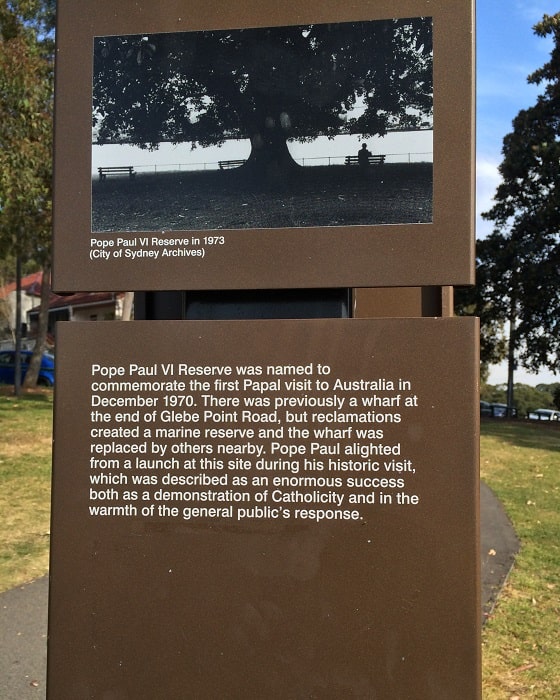 Pope Paul VI Reserve in 1973
(City of Sydney Archives)
Pope Paul VI Reserve was named to
commemorate the first Papal visit to Australia in
December 1970. There was previously a wharf at
the end of Glebe Point Road, but reclamations
created a marine reserve and the wharf was
replaced by others nearby. Pope Paul alighted
from a launch at this site during his historic visit,
which was described as an enormous success
both as a demonstration of Catholicity and in the
warmth of the general public's response.